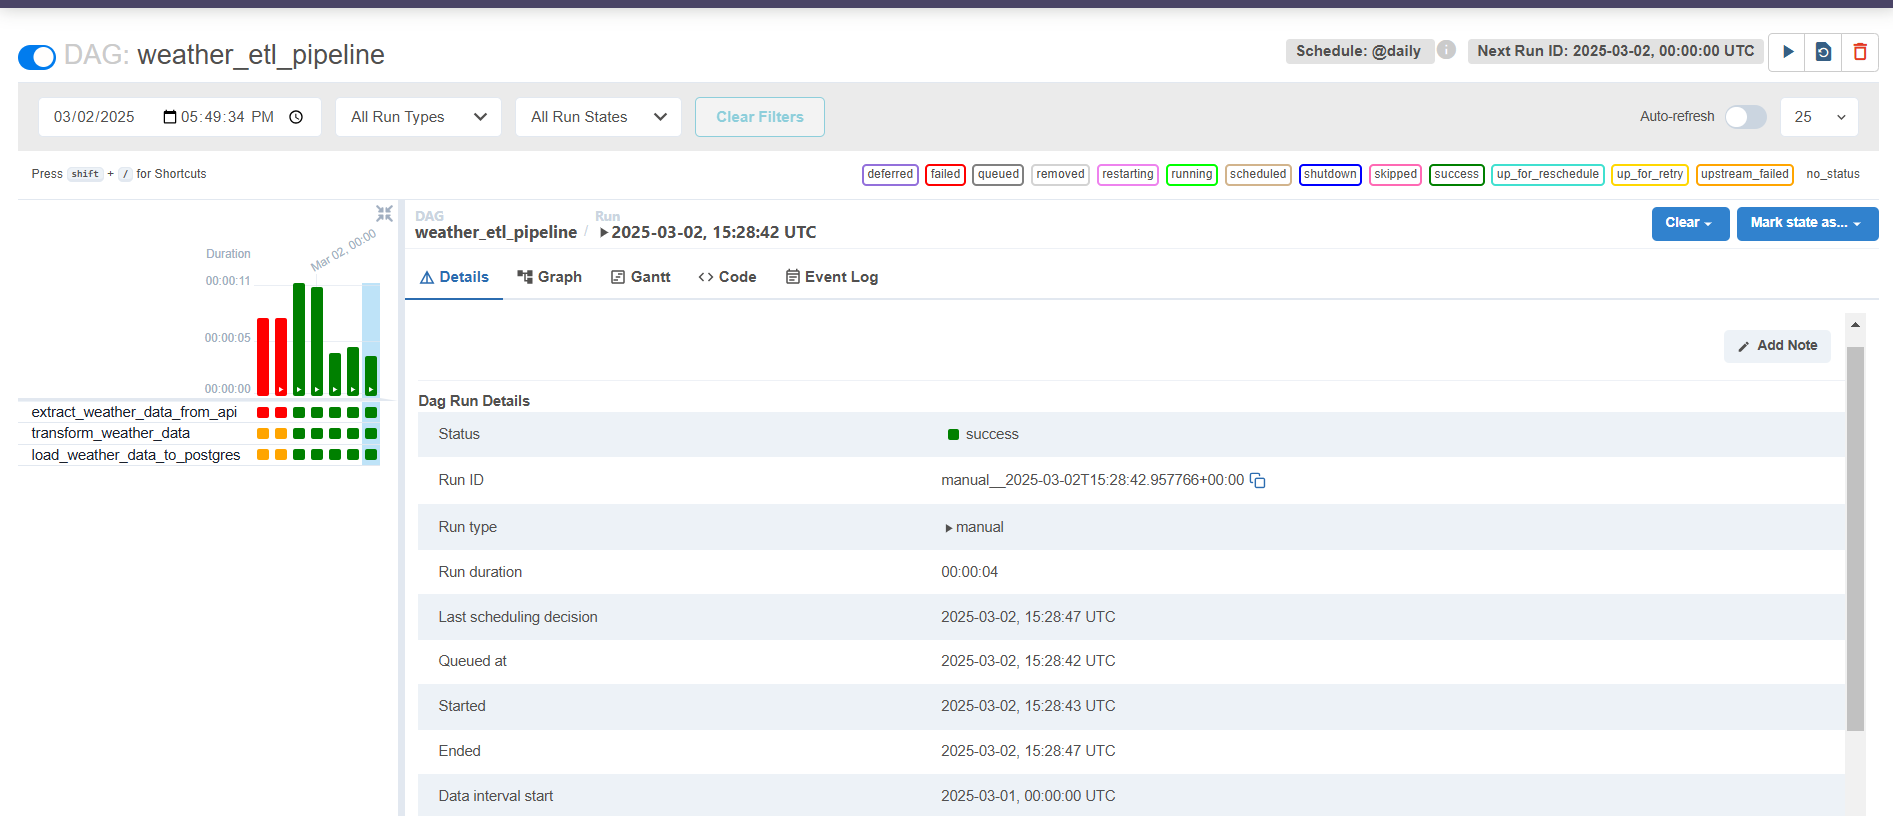 DAG: weather_etl_pipeline
Schedule: @daily
Next Run ID: 2025-03-02, 00:00:00 UTC
03/02/2025 05:49:34 PM
All Run Types
All Run States
Clear Filters
Auto-refresh
25
Press shift + / for Shortcuts
deferred failed queued removed restarting running scheduled shutdown skipped success up_for_reschedule up_for_retry upstream_failed no_status
Duration
Mar 02, 00:00
00:00:11
00:00:05
00:00:00
extract_weather_data_from_api
transform_weather_data
load_weather_data_to_postgres
DAG
weather_etl_pipeline
/
Run
2025-03-02, 15:28:42 UTC
Clear
Mark state as...
Details
Graph
Gantt
Code
Event Log
Add Note
Dag Run Details
Status success
Run ID manual__2025-03-02T15:28:42.957766+00:00
Run type manual
Run duration 00:00:04
Last scheduling decision 2025-03-02, 15:28:47 UTC
Queued at 2025-03-02, 15:28:42 UTC
Started 2025-03-02, 15:28:43 UTC
Ended 2025-03-02, 15:28:47 UTC
Data interval start 2025-03-01, 00:00:00 UTC